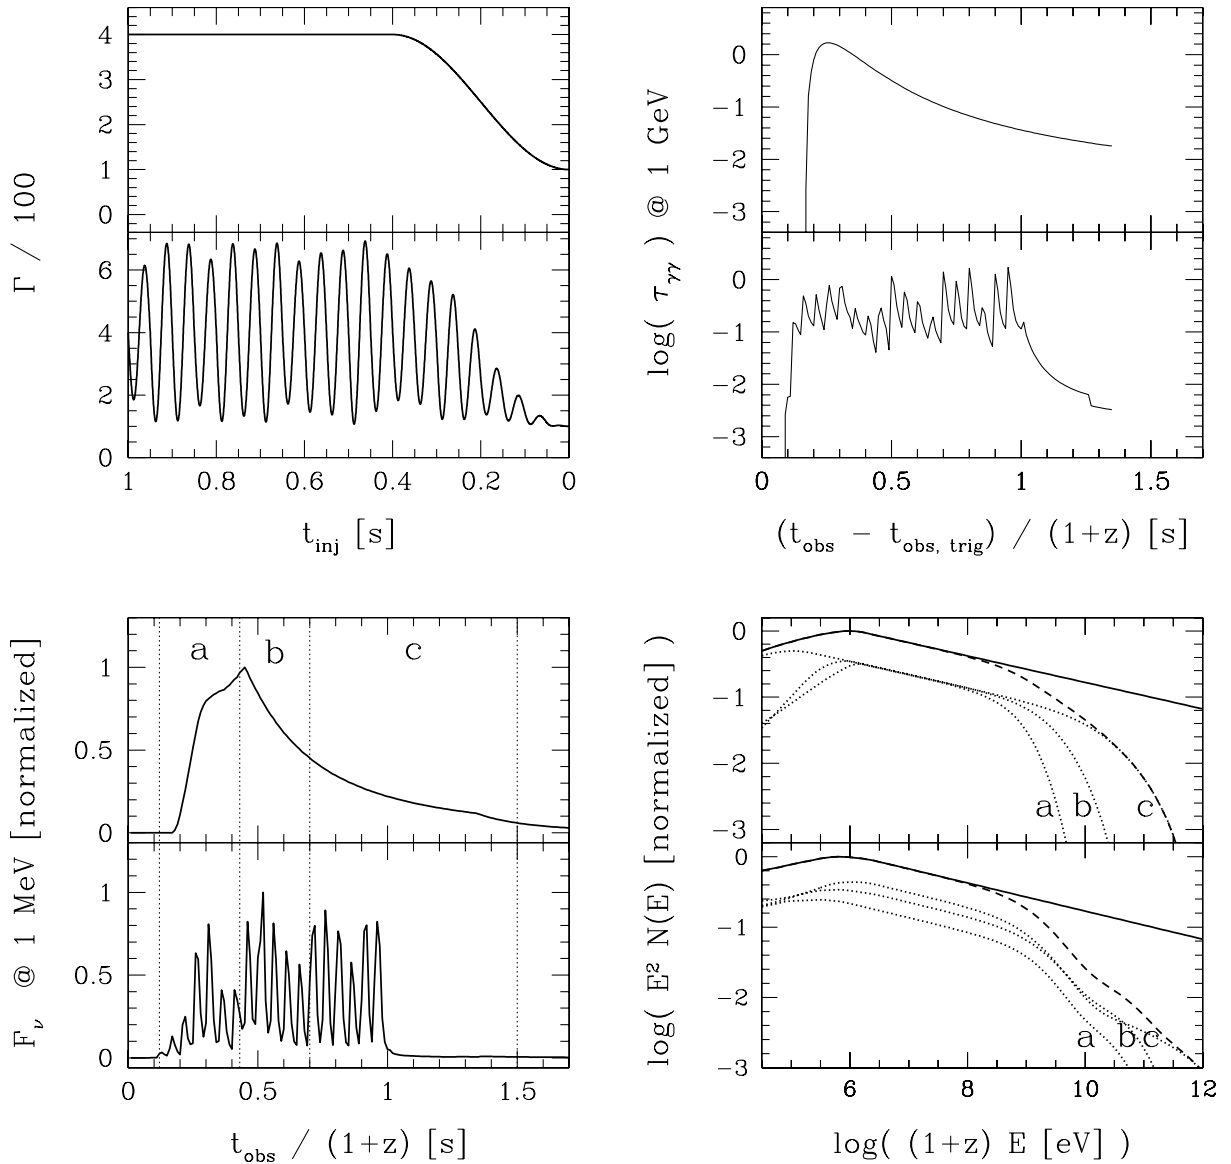 4
3
2
1
0
Γ / 100
6
4
2
0
1 0.8 0.6 0.4 0.2 0
t_inj [s]
0
−1
−2
−3
log( τ_γγ ) @ 1 GeV
0
−1
−2
−3
0 0.5 1 1.5
(t_obs − t_obs, trig) / (1+z) [s]
a b c
1
0.5
0
F_ν @ 1 MeV [normalized]
1
0.5
0
0 0.5 1 1.5
t_obs / (1+z) [s]
0
−1
−2
−3
a b c
log( E² N(E) [normalized] )
0
−1
−2
−3
a b c
6 8 10 12
log( (1+z) E [eV] )